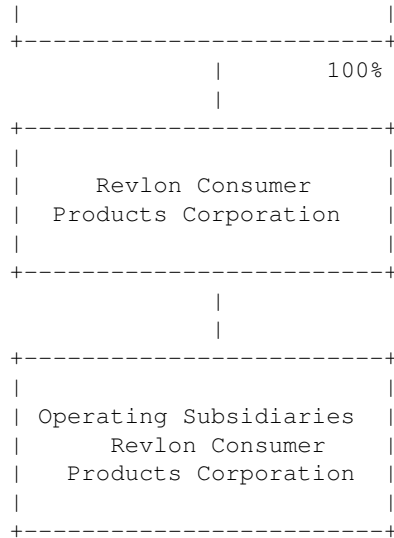 100%
Revlon Consumer
Products Corporation
Operating Subsidiaries
Revlon Consumer
Products Corporation